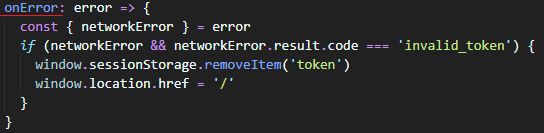 onError: error => {
const { networkError } = error
if (networkError && networkError.result.code === 'invalid_token') {
window.sessionStorage.removeItem('token')
window.location.href = '/'
}
}